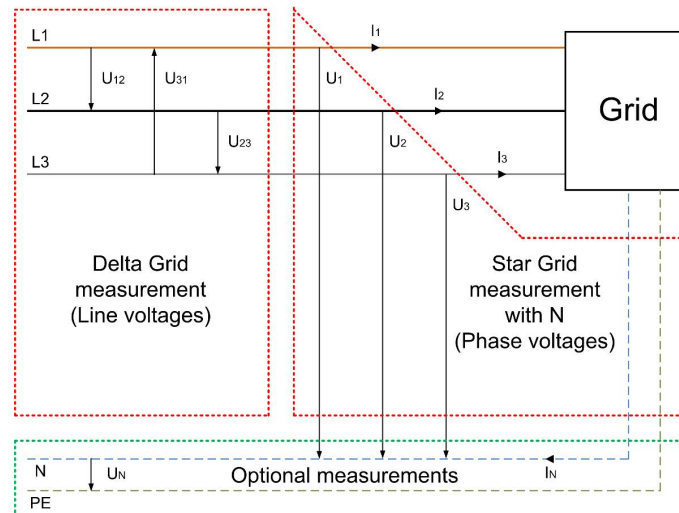 L1
I1
U12
U31
U1
L2
I2
Grid
U23
U2
L3
I3
U3
Delta Grid
measurement
(Line voltages)
Star Grid
measurement
with N
(Phase voltages)
N
UN
Optional measurements
IN
PE